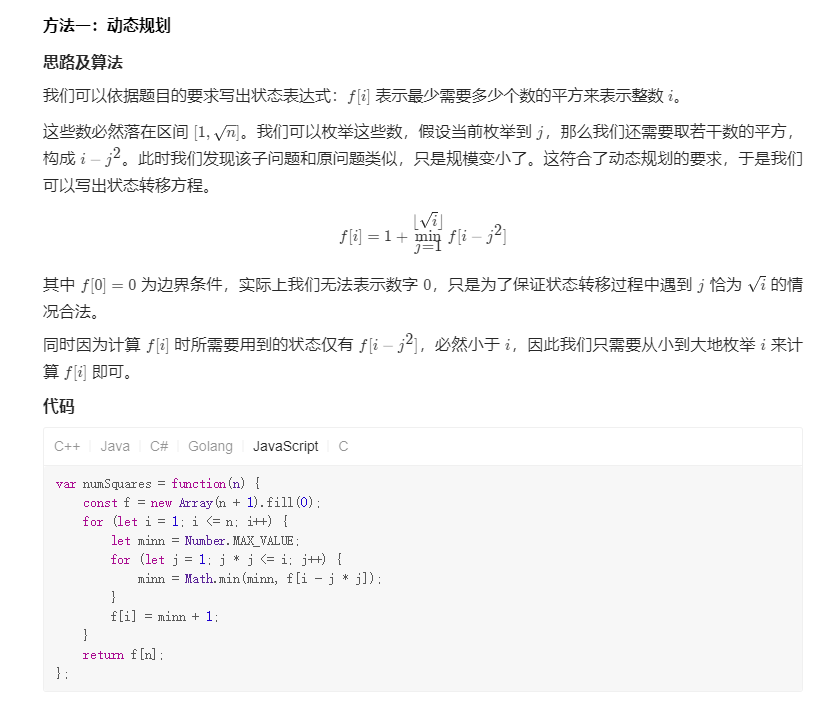 方法一：动态规划
思路及算法
我们可以依据题目的要求写出状态表达式：f[i] 表示最少需要多少个数的平方来表示整数 i。
这些数必然落在区间 [1, √n]。我们可以枚举这些数，假设当前枚举到 j，那么我们还需要取若干数的平方，
构成 i − j²。此时我们发现该子问题和原问题类似，只是规模变小了。这符合了动态规划的要求，于是我们
可以写出状态转移方程。
f[i] = 1 + min_{j=1}^{⌊√i⌋} f[i − j²]
其中 f[0] = 0 为边界条件，实际上我们无法表示数字 0，只是为了保证状态转移过程中遇到 j 恰为 √i 的情
况合法。
同时因为计算 f[i] 时所需要用到的状态仅有 f[i − j²]，必然小于 i，因此我们只需要从小到大地枚举 i 来计
算 f[i] 即可。
代码
C++ Java C# Golang JavaScript C
var numSquares = function(n) {
    const f = new Array(n + 1).fill(0);
    for (let i = 1; i <= n; i++) {
        let minn = Number.MAX_VALUE;
        for (let j = 1; j * j <= i; j++) {
            minn = Math.min(minn, f[i - j * j]);
        }
        f[i] = minn + 1;
    }
    return f[n];
};